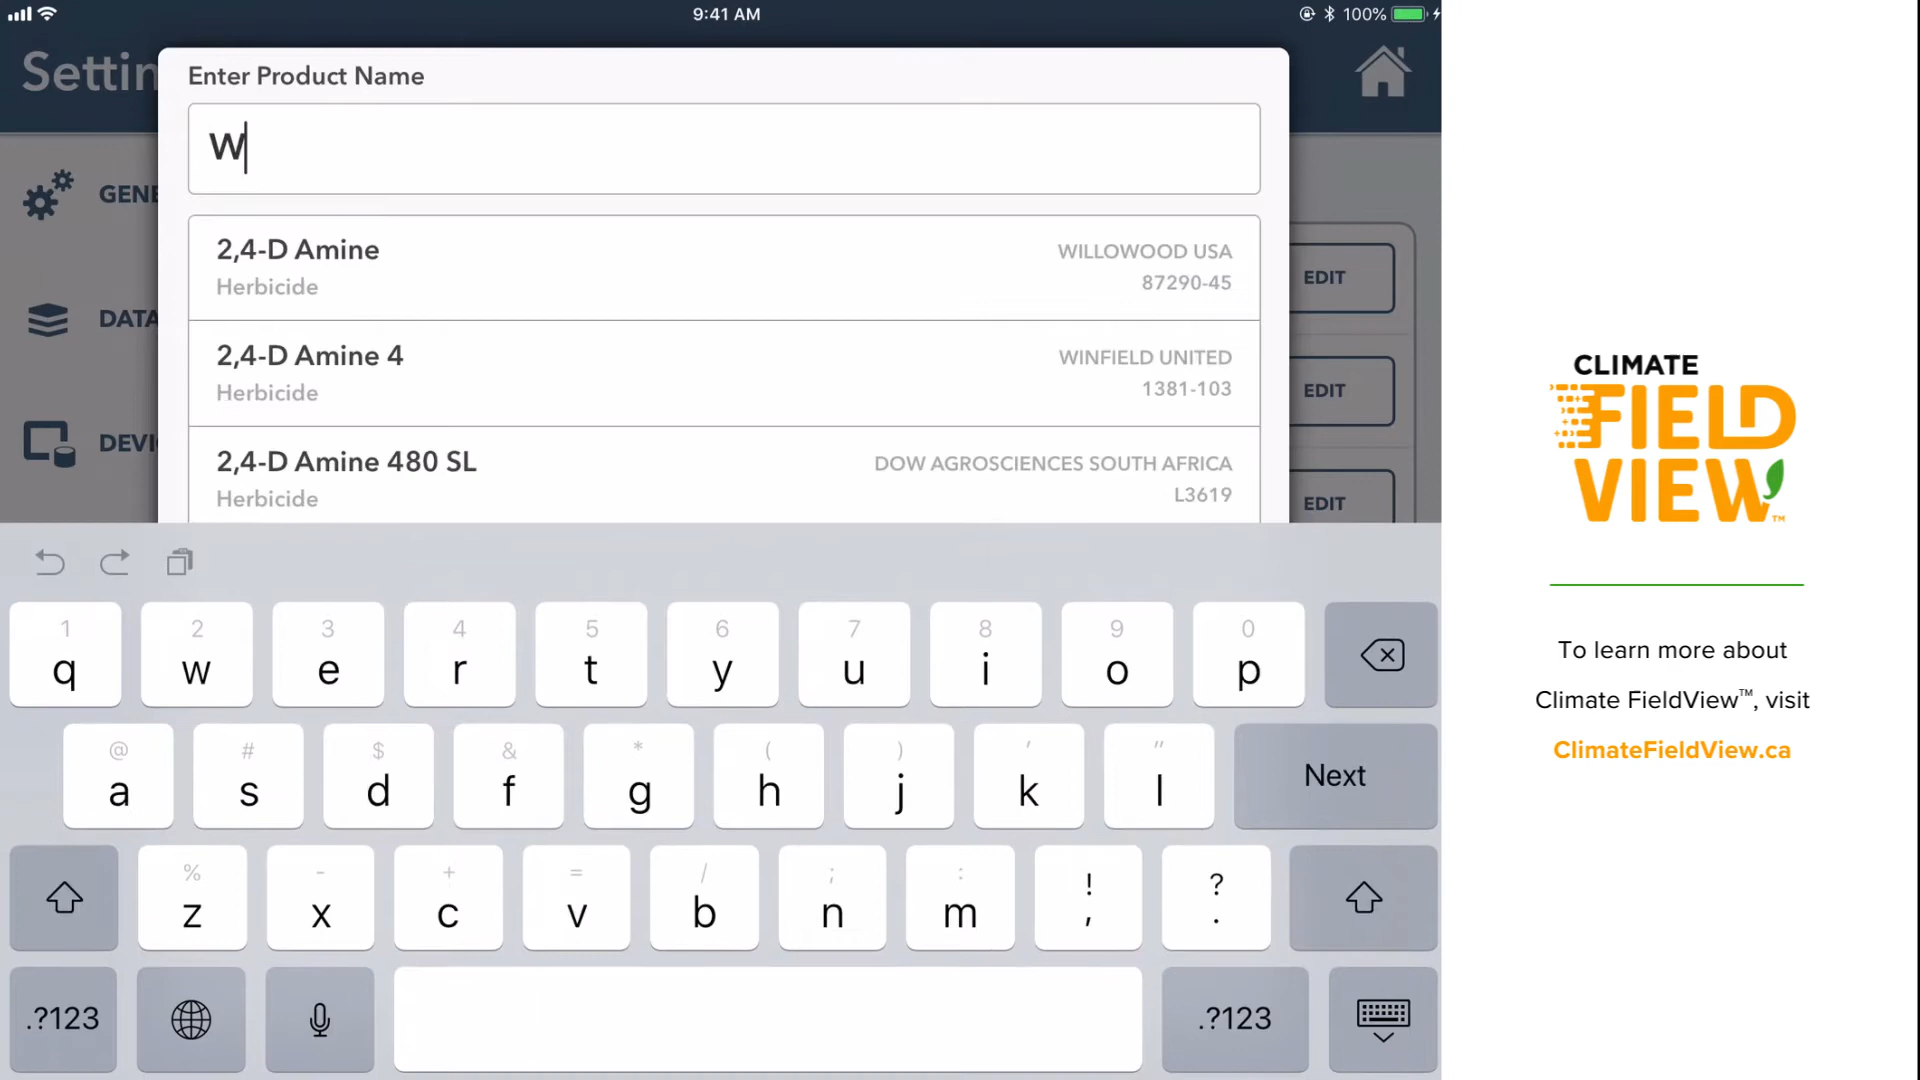 9:41 AM
100%
Settin
Enter Product Name
W
GENE
DATA
DEVI
2,4-D Amine
Herbicide
WILLOWOOD USA
87290-45
EDIT
2,4-D Amine 4
Herbicide
WINFIELD UNITED
1381-103
EDIT
2,4-D Amine 480 SL
Herbicide
DOW AGROSCIENCES SOUTH AFRICA
L3619
EDIT
1 2 3 4 5 6 7 8 9 0
q w e r t y u i o p
@ # $ & * ( ) ' "
a s d f g h j k l Next
% - + = / ; : ! ?
z x c v b n m , .
.?123 .?123
CLIMATE
FIELD
VIEW™
To learn more about
Climate FieldView™, visit
ClimateFieldView.ca